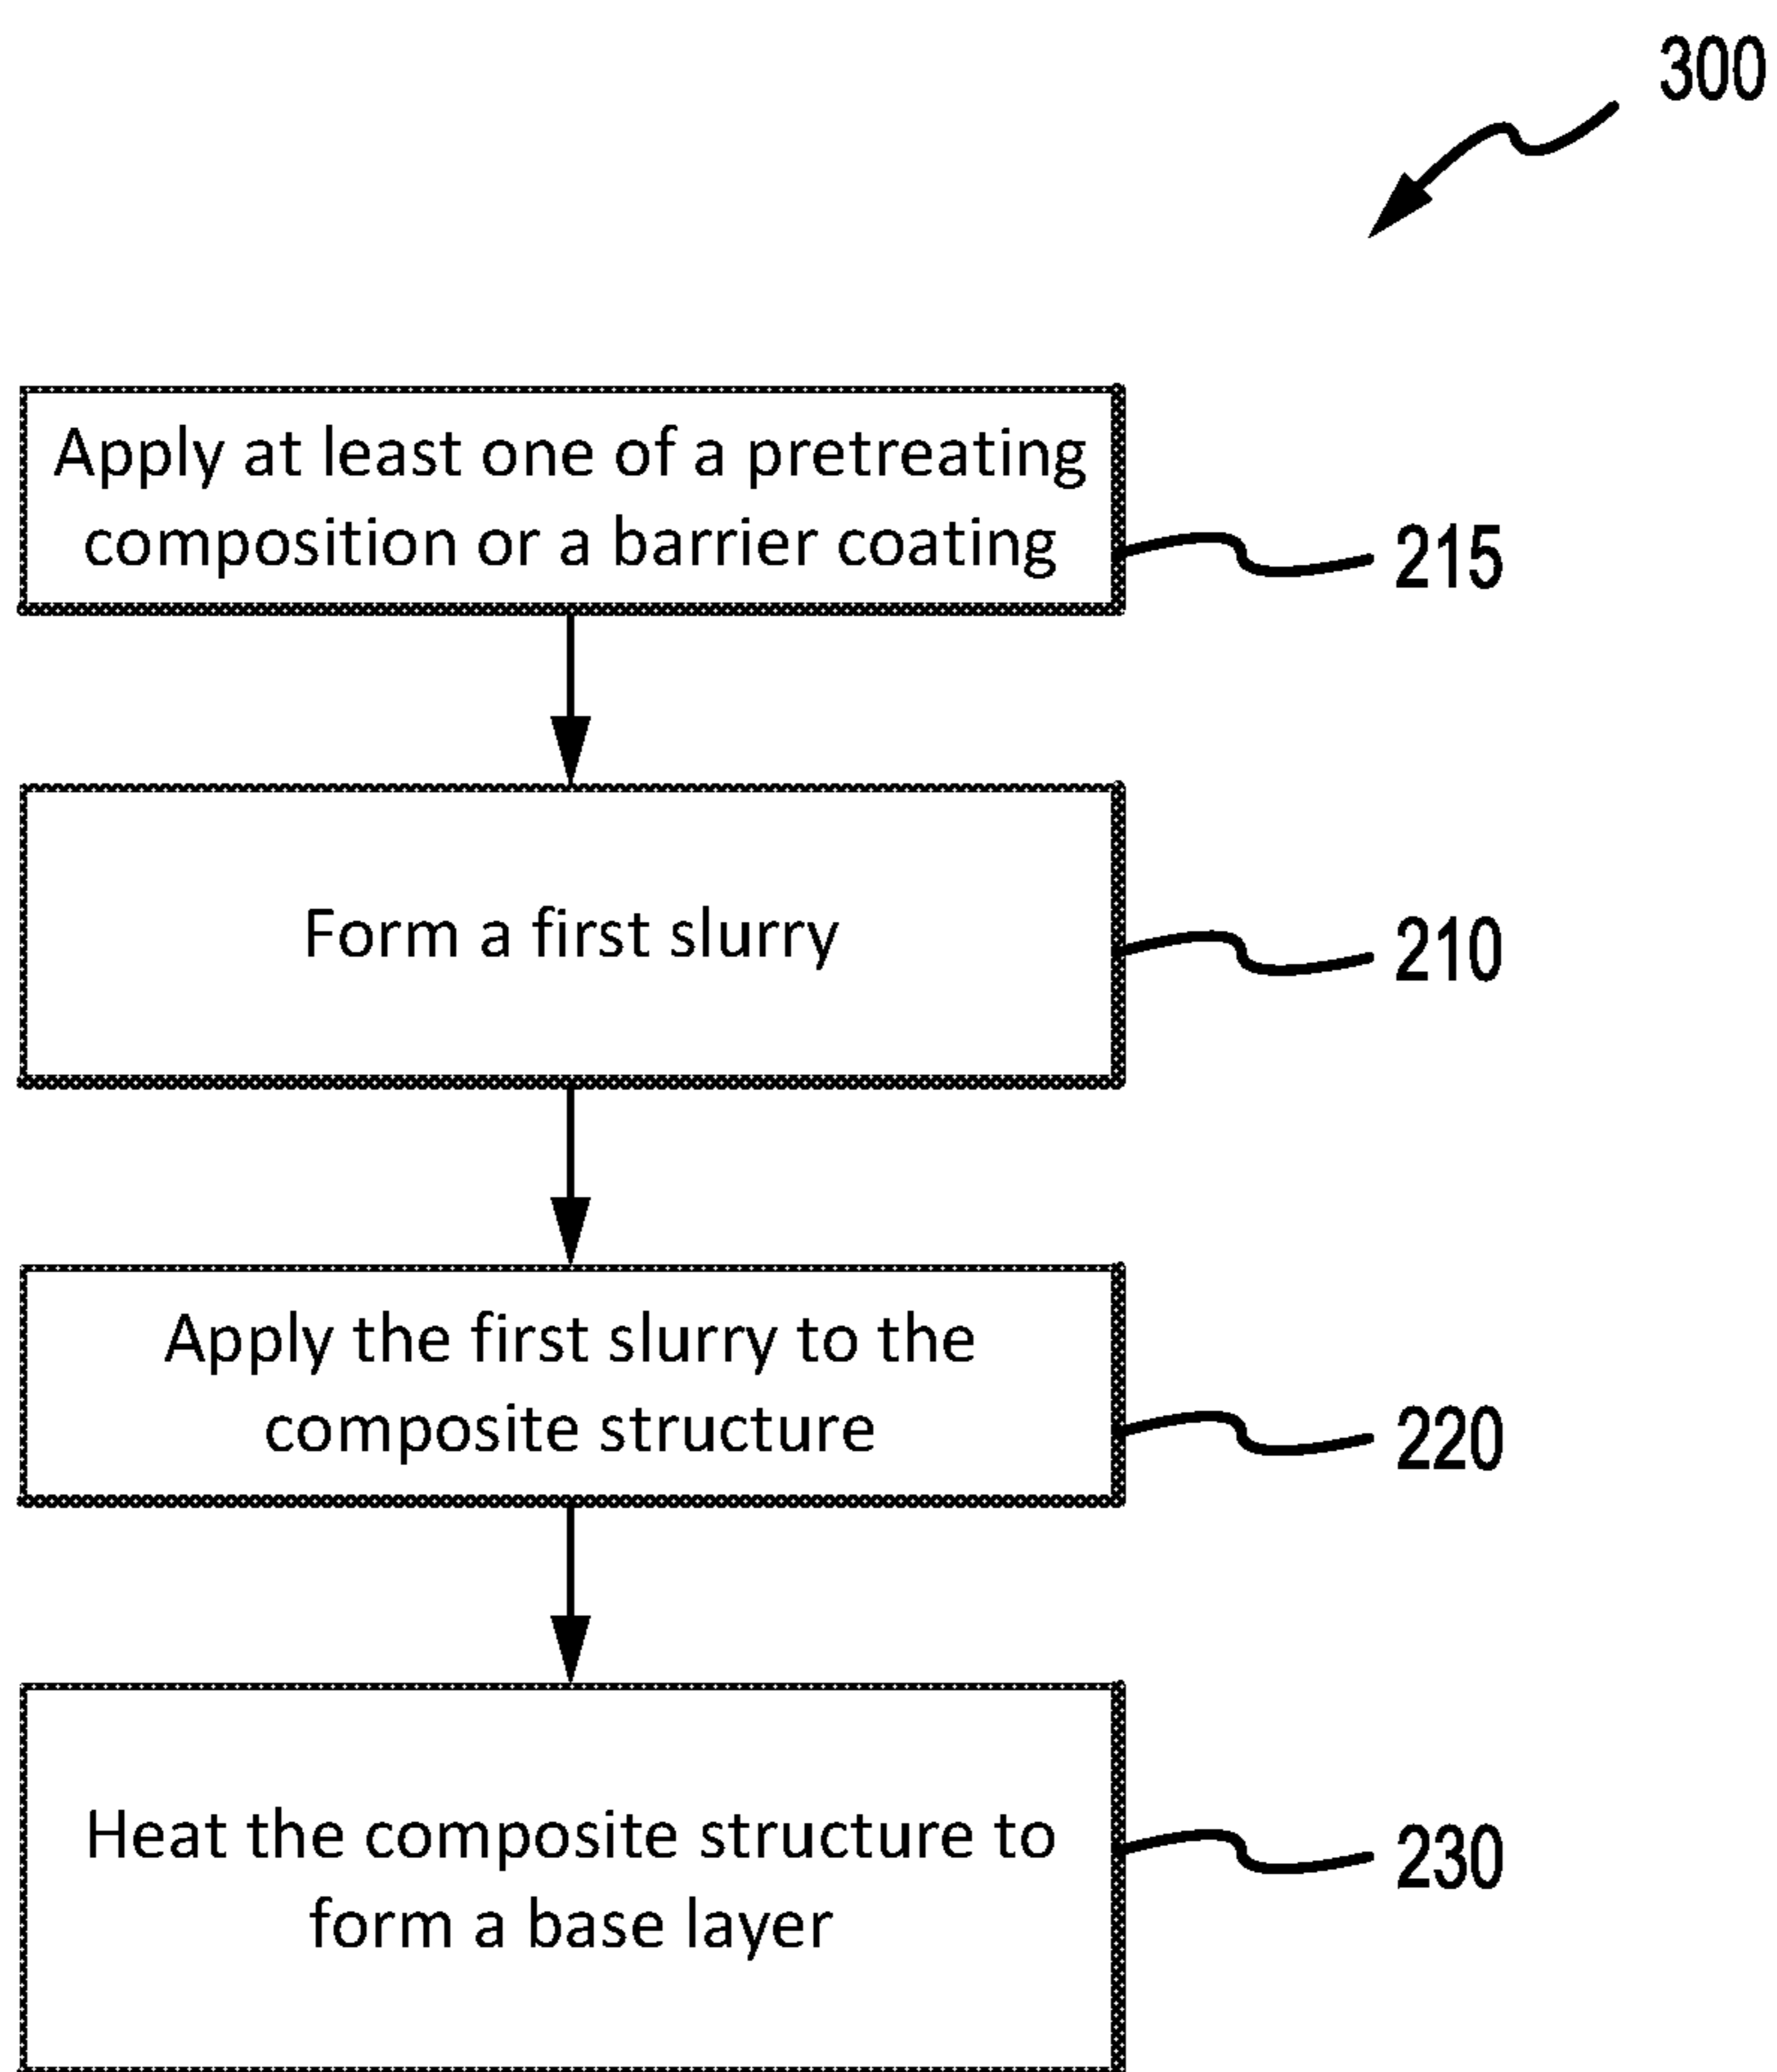 300
Apply at least one of a pretreating
composition or a barrier coating
215
Form a first slurry
210
Apply the first slurry to the
composite structure
220
Heat the composite structure to
form a base layer
230